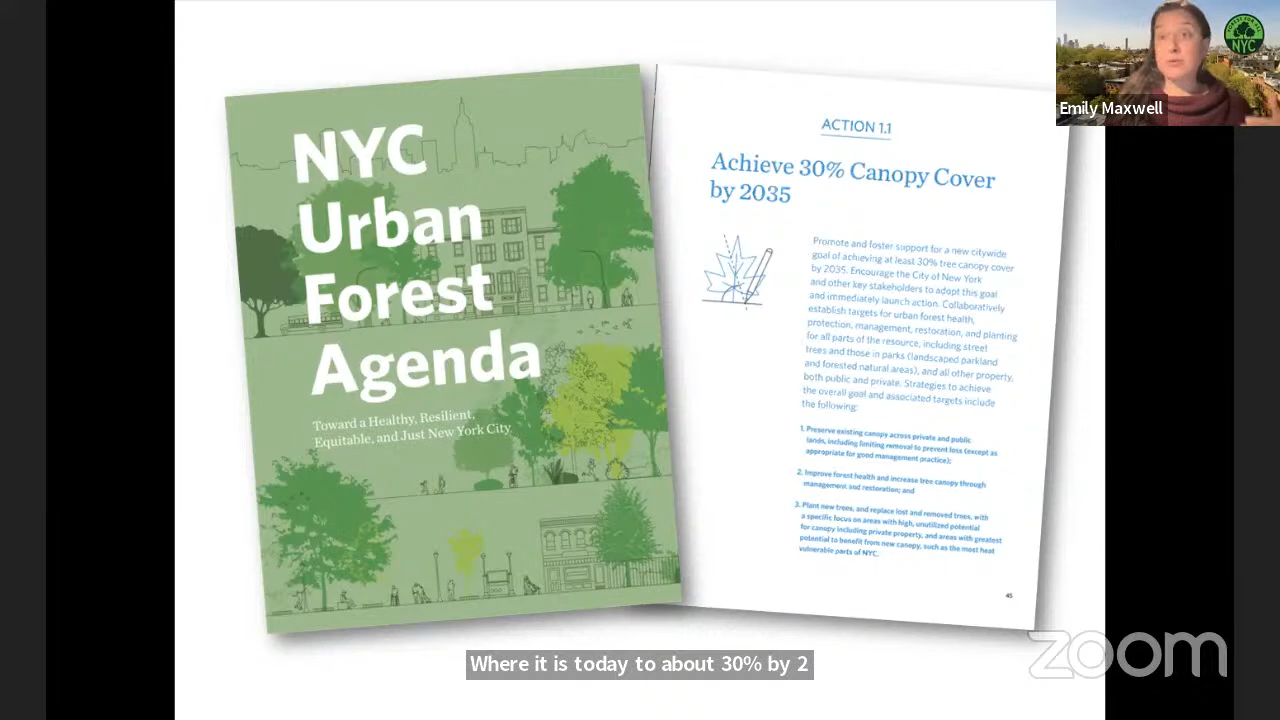 NYC
Urban
Forest
Agenda
Toward a Healthy, Resilient,
Equitable, and Just New York City
ACTION 1.1
Achieve 30% Canopy Cover
by 2035
Promote and foster support for a new citywide
goal of achieving at least 30% tree canopy cover
by 2035. Encourage the City of New York
and other key stakeholders to adopt this goal
and immediately launch action. Collaboratively
establish targets for urban forest health,
protection, management, restoration, and planting
for all parts of the resource, including street
trees and those in parks (landscaped parkland
and forested natural areas), and all other property,
both public and private. Strategies to achieve
the overall goal and associated targets include
the following:
1. Preserve existing canopy across private and public
lands, including limiting removal to prevent loss (except as
appropriate for good management practice);
2. Improve forest health and increase tree canopy through
management and restoration; and
3. Plant new trees, and replace lost and removed trees, with
a specific focus on areas with high, unutilized potential
for canopy including private property, and areas with greatest
potential to benefit from new canopy, such as the most heat
vulnerable parts of NYC.
45
NYC
Emily Maxwell
Where it is today to about 30% by 2
zoom